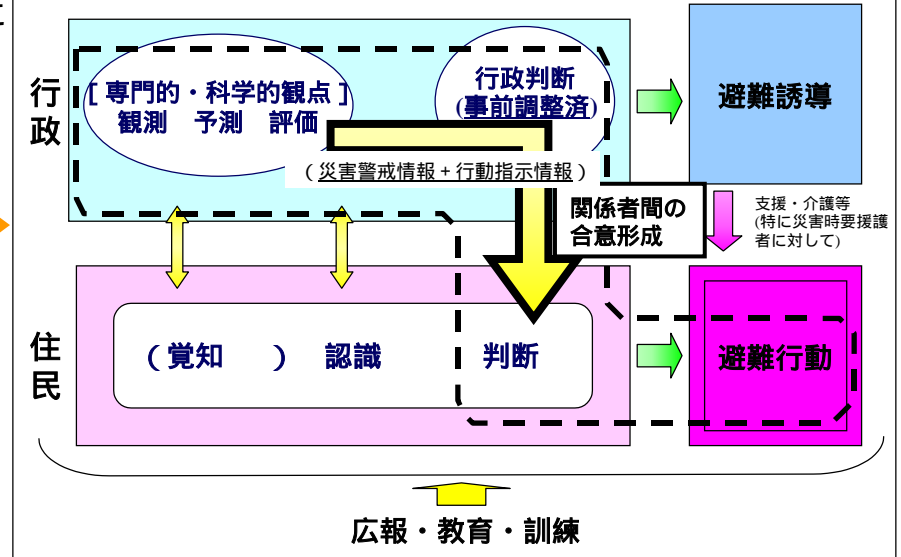 行
政
[ 専門的・科学的観点 ]
観測 予測 評価
行政判断
(事前調整済)
避難誘導
（災害警戒情報 + 行動指示情報）
関係者間の
合意形成
支援・介護等
(特に災害時要援護
者に対して)
住
民
（覚知 ） 認識 判断
避難行動
広報・教育・訓練